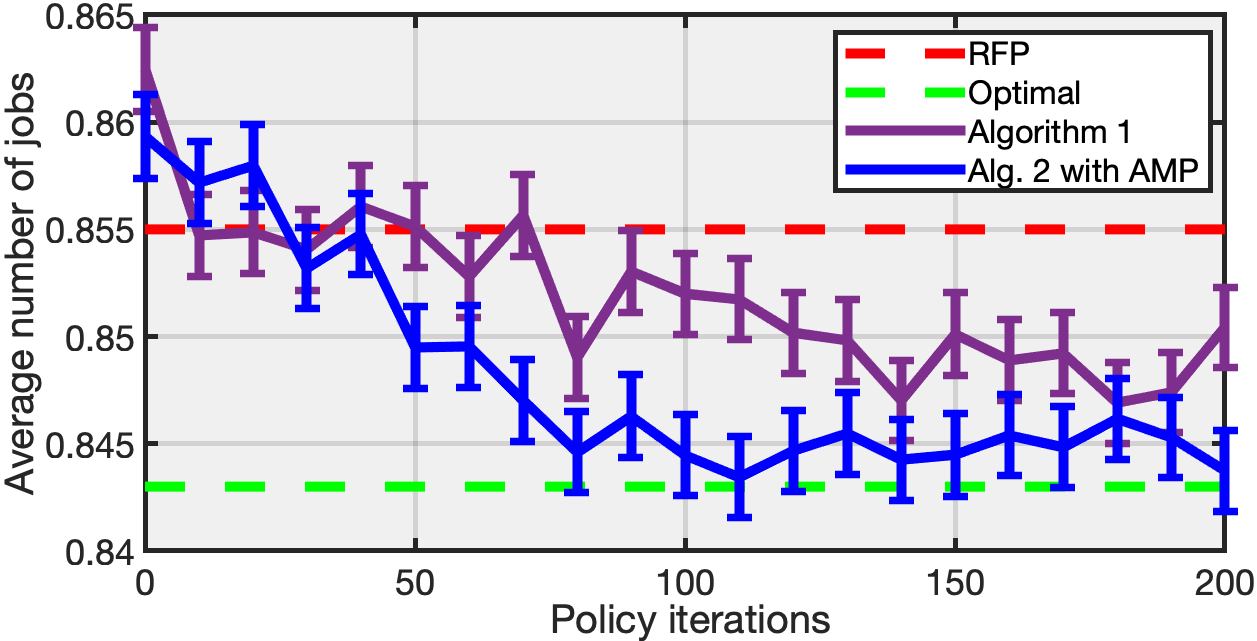 0.865
0.86
0.855
0.85
0.845
0.84
Average number of jobs
RFP
Optimal
Algorithm 1
Alg. 2 with AMP
0 50 100 150 200
Policy iterations